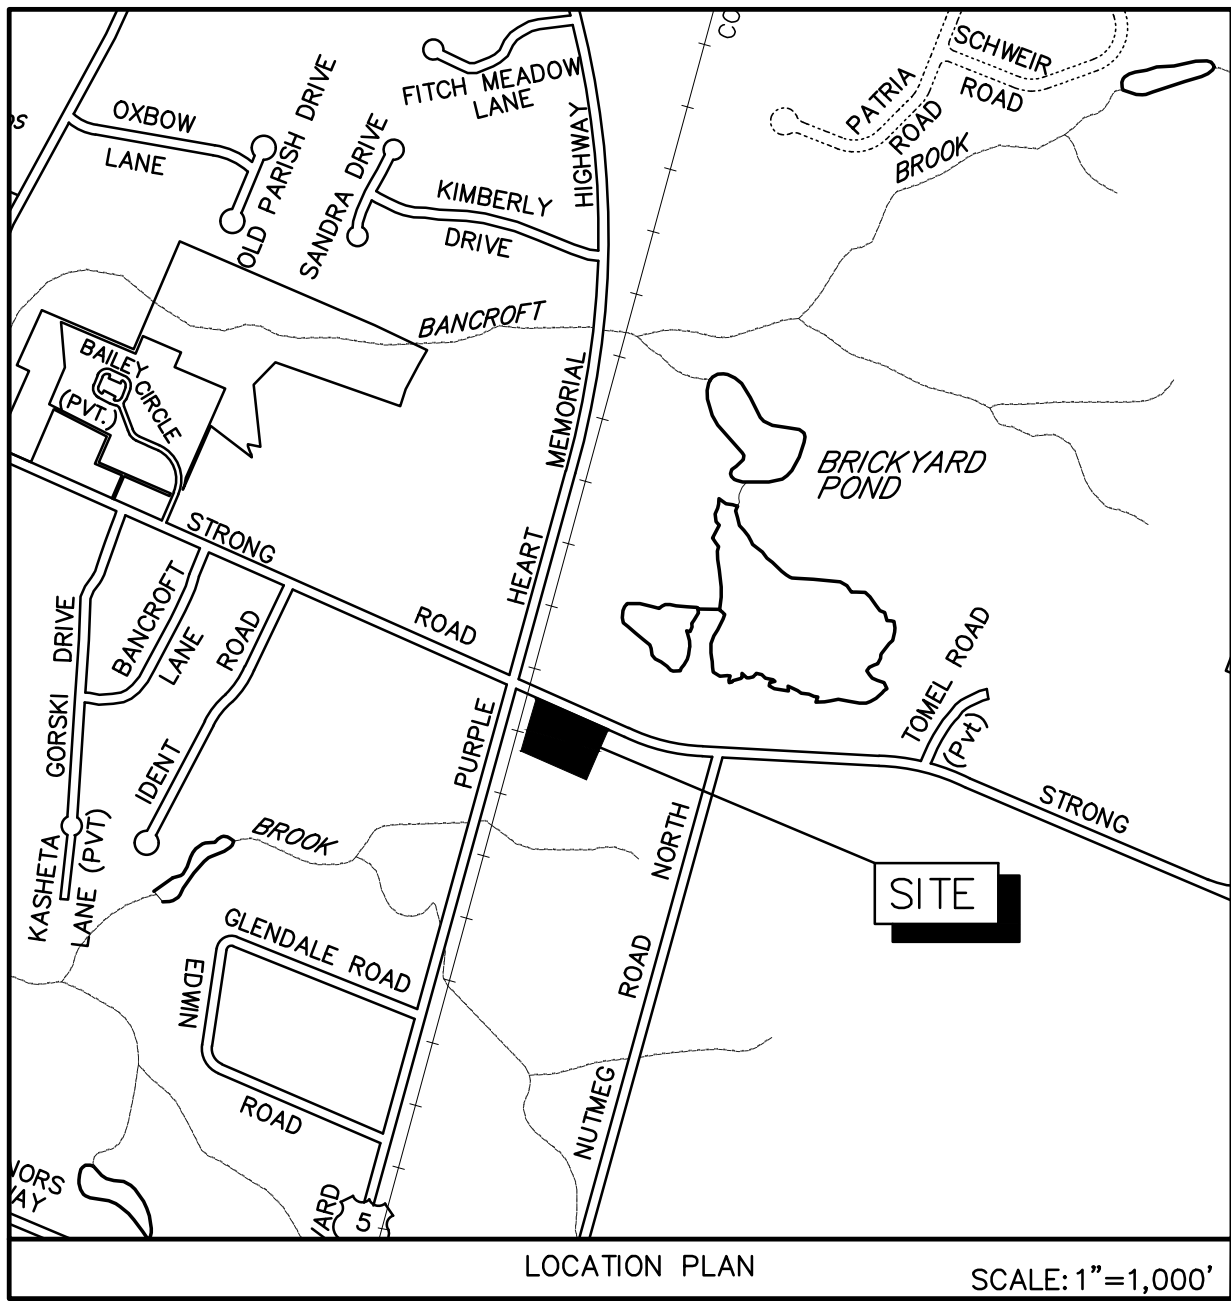 CO
SCHWEIR
ROAD
PATRIA
ROAD
BROOK
FITCH MEADOW
LANE
OXBOW
LANE
OLD PARISH DRIVE
SANDRA DRIVE
KIMBERLY
DRIVE
HIGHWAY
BANCROFT
BAILEY CIRCLE
(PVT.)
MEMORIAL
BRICKYARD
POND
STRONG
HEART
ROAD
BANCROFT
LANE
ROAD
IDENT
GORSKI DRIVE
PURPLE
TOMEL ROAD
(Pvt)
STRONG
KASHETA
LANE (PVT)
BROOK
NORTH
SITE
GLENDALE ROAD
EDWIN
ROAD
ROAD
NUTMEG
NORS
WAY
VARD
5
LOCATION PLAN
SCALE: 1"=1,000'